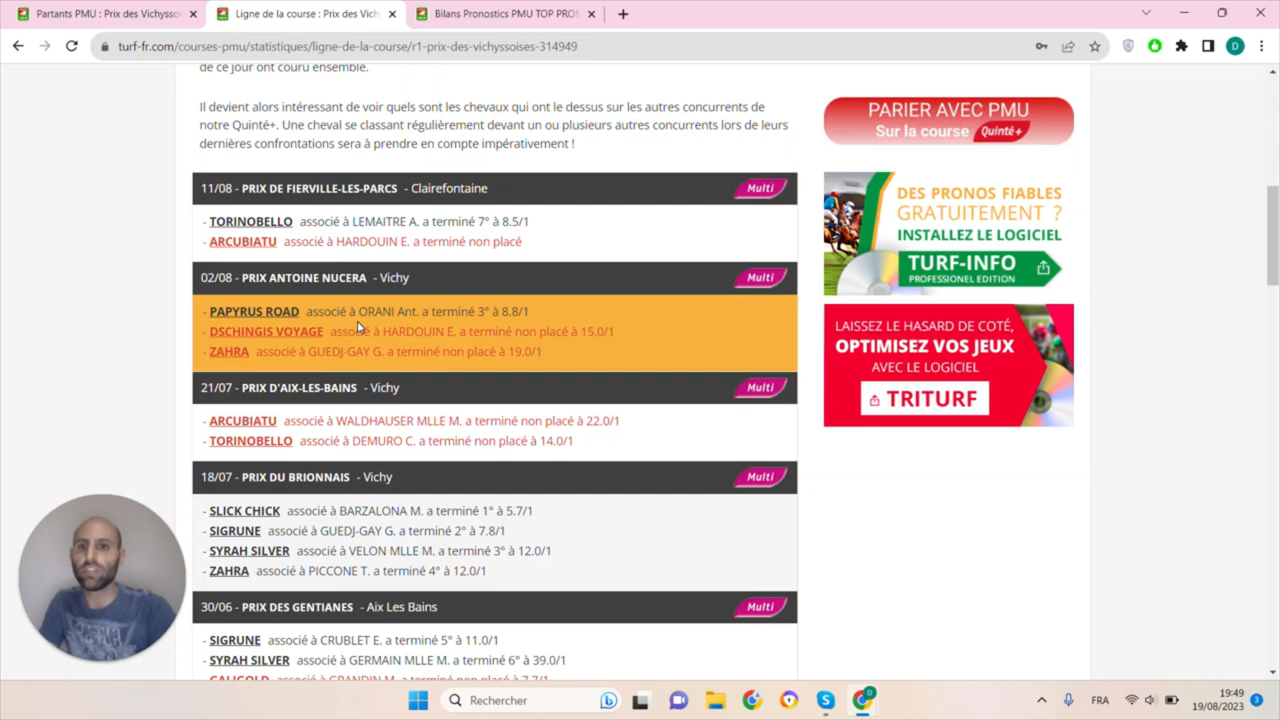 Partants PMU : Prix des Vichyssoi
Ligne de la course : Prix des Vich
Bilans Pronostics PMU TOP PRON
turf-fr.com/courses-pmu/statistiques/ligne-de-la-course/r1-prix-des-vichyssoises-314949
D
de ce jour ont couru ensemble.
Il devient alors intéressant de voir quels sont les chevaux qui ont le dessus sur les autres concurrents de
notre Quinté+. Une cheval se classant régulièrement devant un ou plusieurs autres concurrents lors de leurs
dernières confrontations sera à prendre en compte impérativement !
11/08 - PRIX DE FIERVILLE-LES-PARCS - Clairefontaine Multi
- TORINOBELLO associé à LEMAITRE A. a terminé 7° à 8.5/1
- ARCUBIATU associé à HARDOUIN E. a terminé non placé
02/08 - PRIX ANTOINE NUCERA - Vichy Multi
- PAPYRUS ROAD associé à ORANI Ant. a terminé 3° à 8.8/1
- DSCHINGIS VOYAGE associé à HARDOUIN E. a terminé non placé à 15.0/1
- ZAHRA associé à GUEDJ-GAY G. a terminé non placé à 19.0/1
21/07 - PRIX D'AIX-LES-BAINS - Vichy Multi
- ARCUBIATU associé à WALDHAUSER MLLE M. a terminé non placé à 22.0/1
- TORINOBELLO associé à DEMURO C. a terminé non placé à 14.0/1
18/07 - PRIX DU BRIONNAIS - Vichy Multi
- SLICK CHICK associé à BARZALONA M. a terminé 1° à 5.7/1
- SIGRUNE associé à GUEDJ-GAY G. a terminé 2° à 7.8/1
- SYRAH SILVER associé à VELON MLLE M. a terminé 3° à 12.0/1
- ZAHRA associé à PICCONE T. a terminé 4° à 12.0/1
30/06 - PRIX DES GENTIANES - Aix Les Bains Multi
- SIGRUNE associé à CRUBLET E. a terminé 5° à 11.0/1
- SYRAH SILVER associé à GERMAIN MLLE M. a terminé 6° à 39.0/1
- CALIGOLD associé à GRANDIN M. a terminé non placé à 7.7/1
PARIER AVEC PMU
Sur la course Quinté+
DES PRONOS FIABLES
GRATUITEMENT ?
INSTALLEZ LE LOGICIEL
TURF-INFO
PROFESSIONEL EDITION
LAISSEZ LE HASARD DE COTÉ,
OPTIMISEZ VOS JEUX
AVEC LE LOGICIEL
TRITURF
Rechercher
D
FRA
19:49
19/08/2023
3